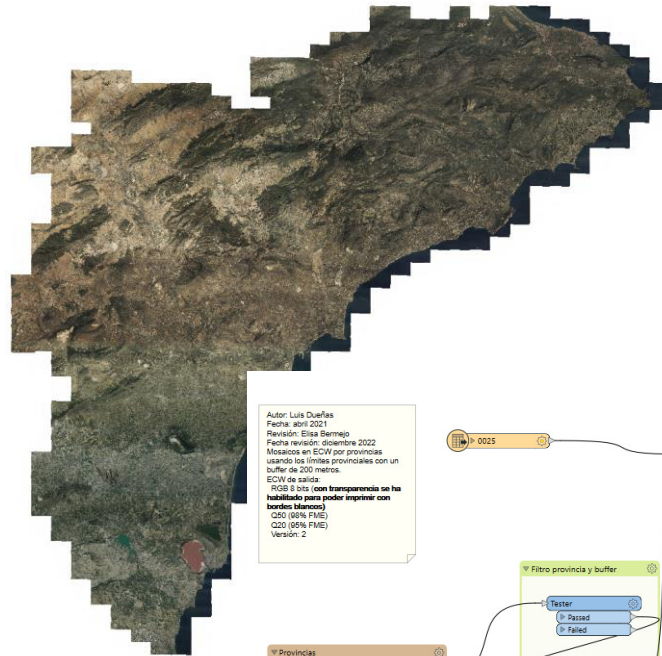 Autor: Luis Dueñas
Fecha: abril 2021
Revisión: Elisa Bermejo
Fecha revisión: diciembre 2022
Mosaicos en ECW por provincias
usando los límites provinciales con un
buffer de 200 metros.
ECW de salida:
RGB 8 bits (con transparencia se ha
habilitado para poder imprimir con
bordes blancos)
Q50 (98% FME)
Q20 (95% FME)
Versión: 2
0025
Filtro provincia y buffer
Tester
Passed
Failed
Provincias